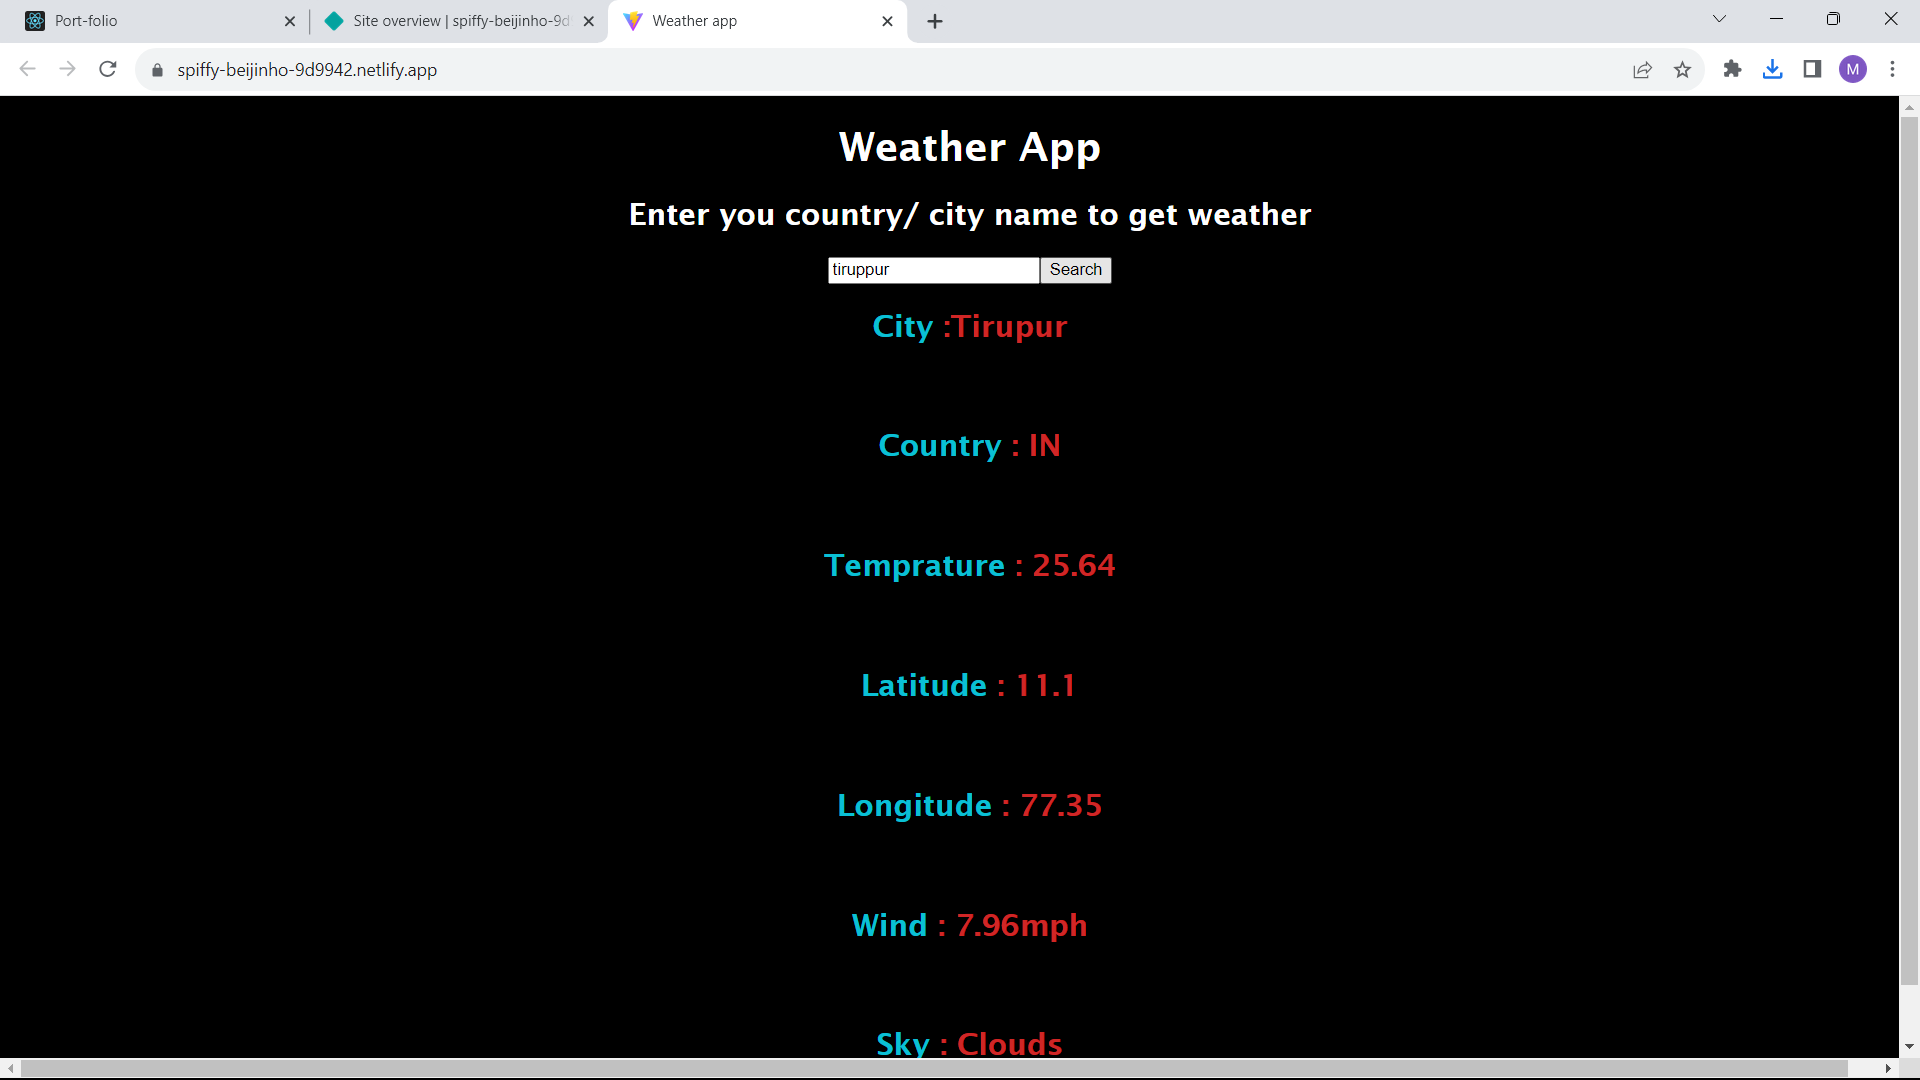 Port-folio
Site overview | spiffy-beijinho-9d
Weather app
spiffy-beijinho-9d9942.netlify.app
M
Weather App
Enter you country/ city name to get weather
tiruppur
Search
City :Tirupur
Country : IN
Temprature : 25.64
Latitude : 11.1
Longitude : 77.35
Wind : 7.96mph
Sky : Clouds